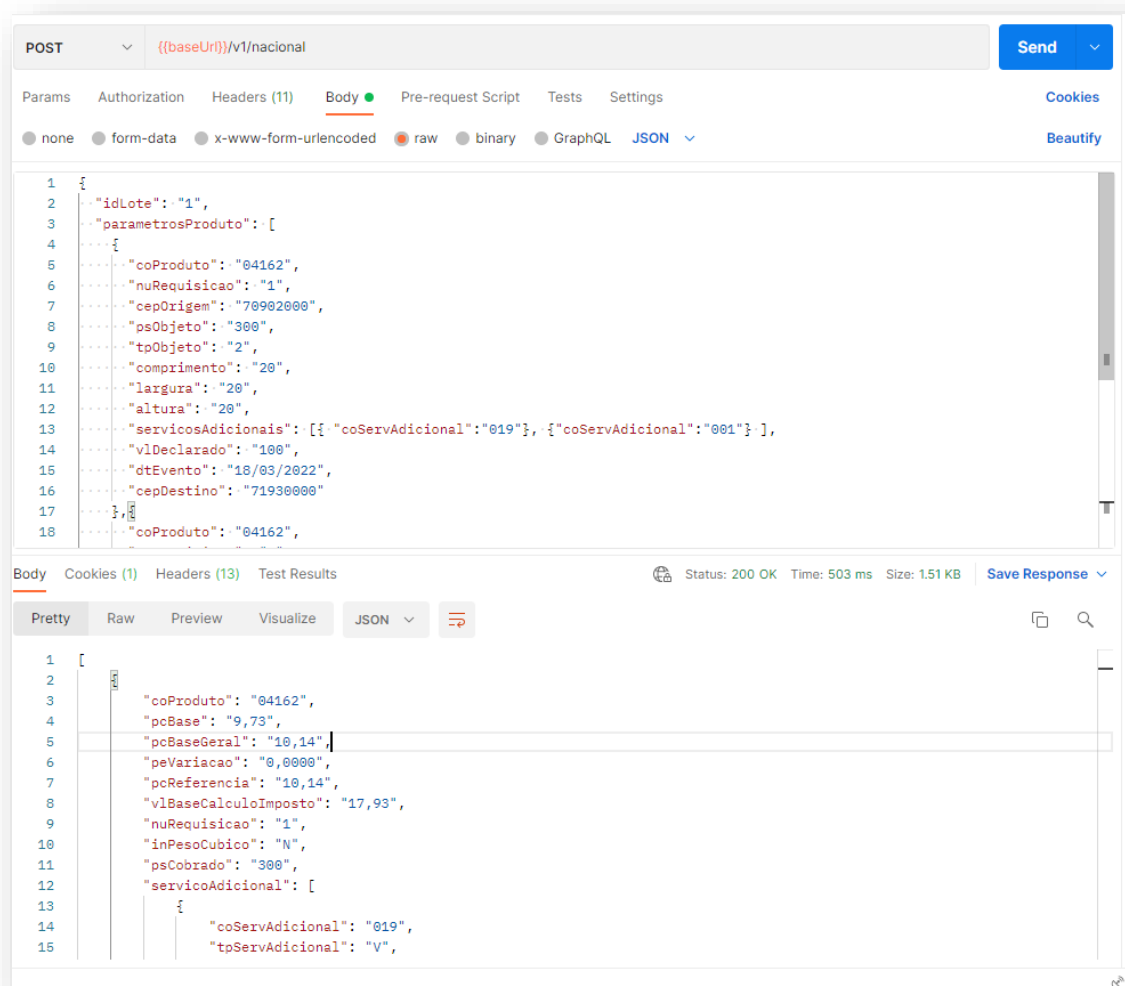 POST {{baseUrl}}/v1/nacional Send
Params Authorization Headers (11) Body Pre-request Script Tests Settings Cookies
none form-data x-www-form-urlencoded raw binary GraphQL JSON Beautify
1 {
2 "idLote": "1",
3 "parametrosProduto": [
4 {
5 "coProduto": "04162",
6 "nuRequisicao": "1",
7 "cepOrigem": "70902000",
8 "psObjeto": "300",
9 "tpObjeto": "2",
10 "comprimento": "20",
11 "largura": "20",
12 "altura": "20",
13 "servicosAdicionais": [{ "coServAdicional":"019"}, {"coServAdicional":"001"} ],
14 "vlDeclarado": "100",
15 "dtEvento": "18/03/2022",
16 "cepDestino": "71930000"
17 },{
18 "coProduto": "04162",
Body Cookies (1) Headers (13) Test Results Status: 200 OK Time: 503 ms Size: 1.51 KB Save Response
Pretty Raw Preview Visualize JSON
1 [
2 {
3 "coProduto": "04162",
4 "pcBase": "9,73",
5 "pcBaseGeral": "10,14",
6 "peVariacao": "0,0000",
7 "pcReferencia": "10,14",
8 "vlBaseCalculoImposto": "17,93",
9 "nuRequisicao": "1",
10 "inPesoCubico": "N",
11 "psCobrado": "300",
12 "servicoAdicional": [
13 {
14 "coServAdicional": "019",
15 "tpServAdicional": "V",